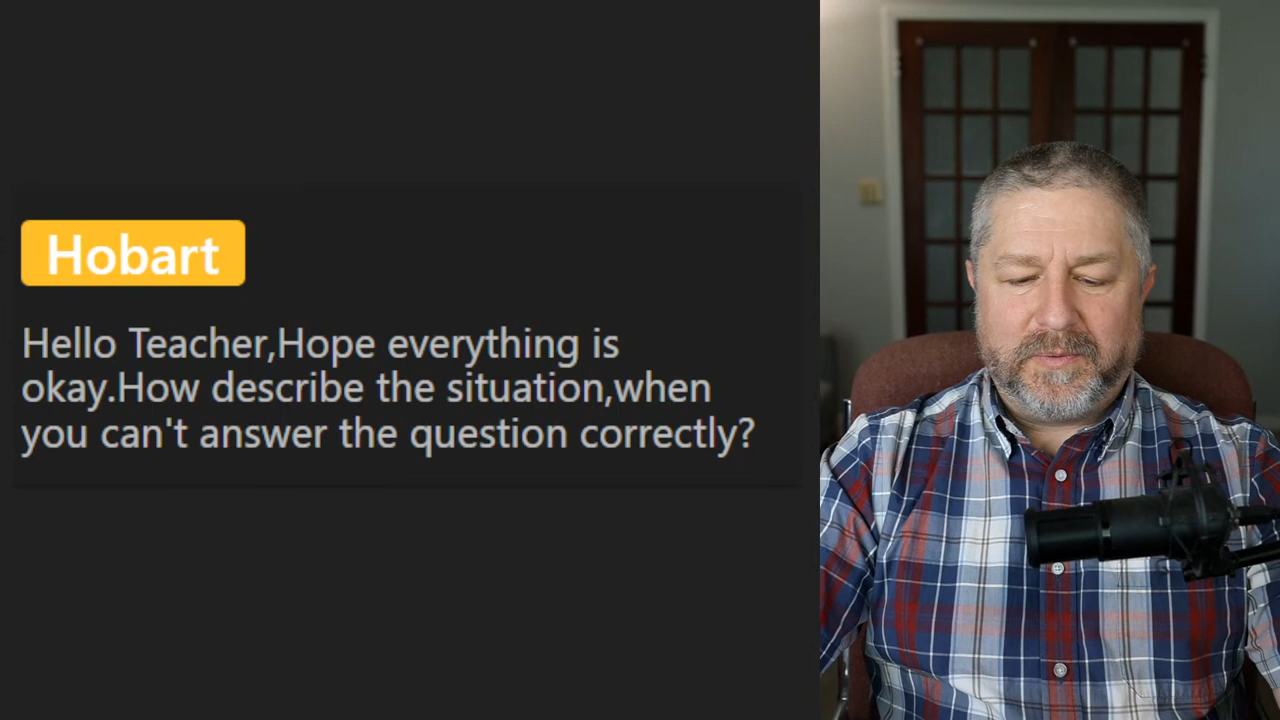 Hobart
Hello Teacher,Hope everything is
okay.How describe the situation,when
you can't answer the question correctly?